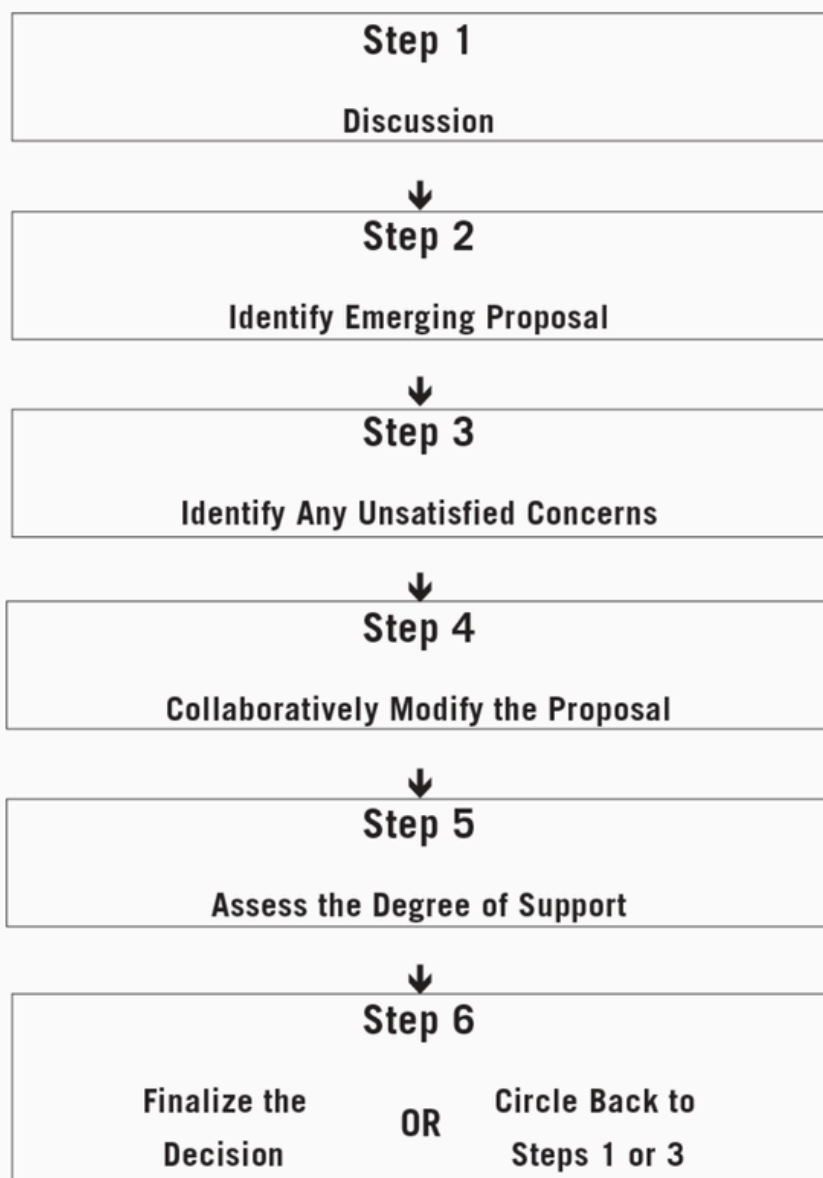 Step 1
Discussion
Step 2
Identify Emerging Proposal
Step 3
Identify Any Unsatisfied Concerns
Step 4
Collaboratively Modify the Proposal
Step 5
Assess the Degree of Support
Step 6
Finalize the
Decision
OR
Circle Back to
Steps 1 or 3